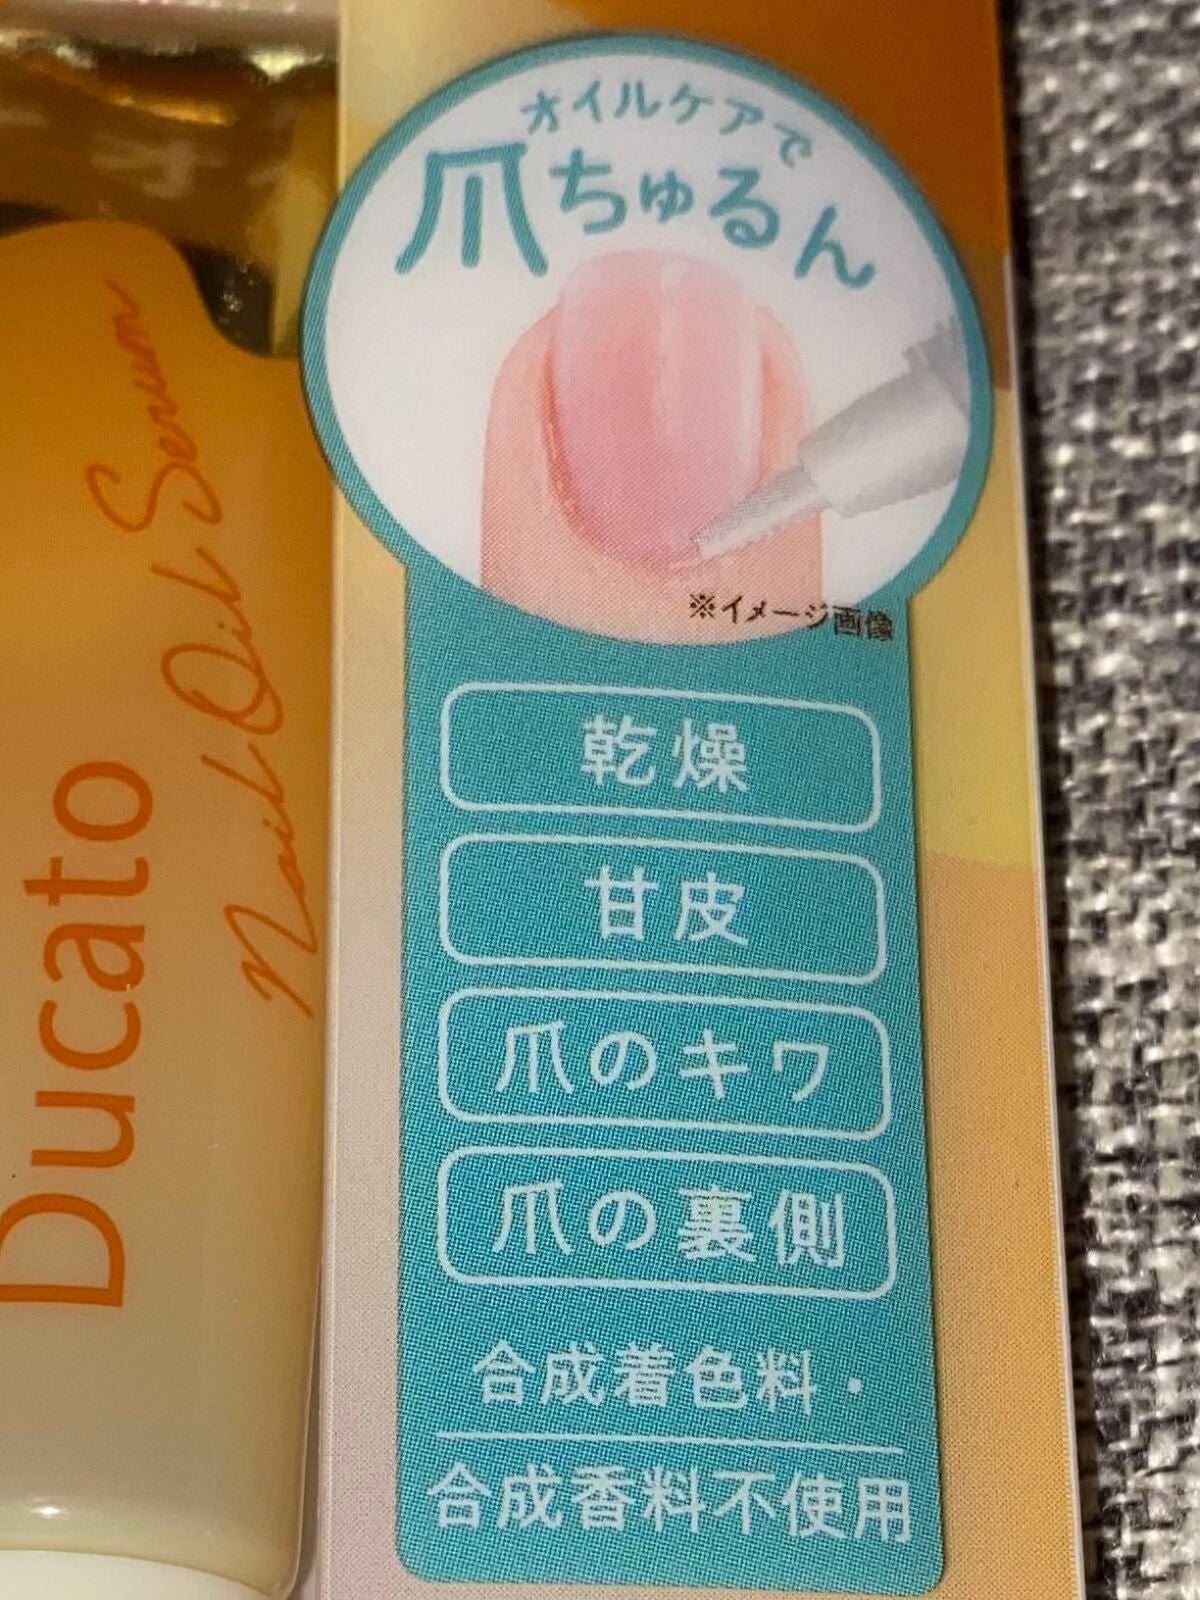 オイルケアで
爪ちゅるん
※イメージ画像
乾燥
甘皮
爪のキワ
爪の裏側
合成着色料・
合成香料不使用
Ducato
Nail Oil Serum